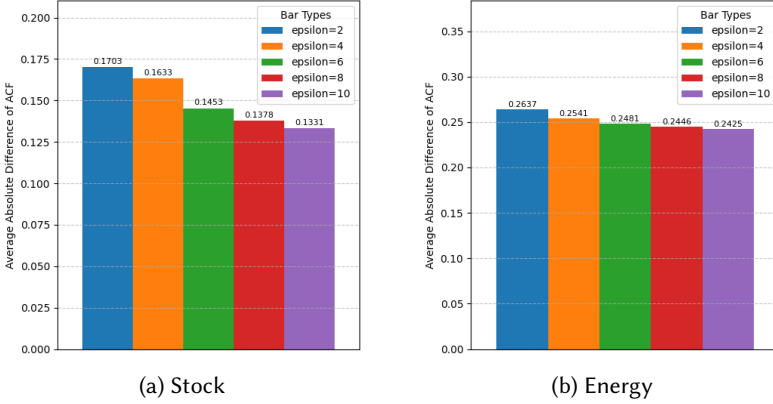 Average Absolute Difference of ACF
0.200
0.175
0.150
0.125
0.100
0.075
0.050
0.025
0.000
Bar Types
epsilon=2
epsilon=4
epsilon=6
epsilon=8
epsilon=10
0.1703
0.1633
0.1453
0.1378
0.1331
(a) Stock
Average Absolute Difference of ACF
0.35
0.30
0.25
0.20
0.15
0.10
0.05
0.00
Bar Types
epsilon=2
epsilon=4
epsilon=6
epsilon=8
epsilon=10
0.2637
0.2541
0.2481
0.2446
0.2425
(b) Energy